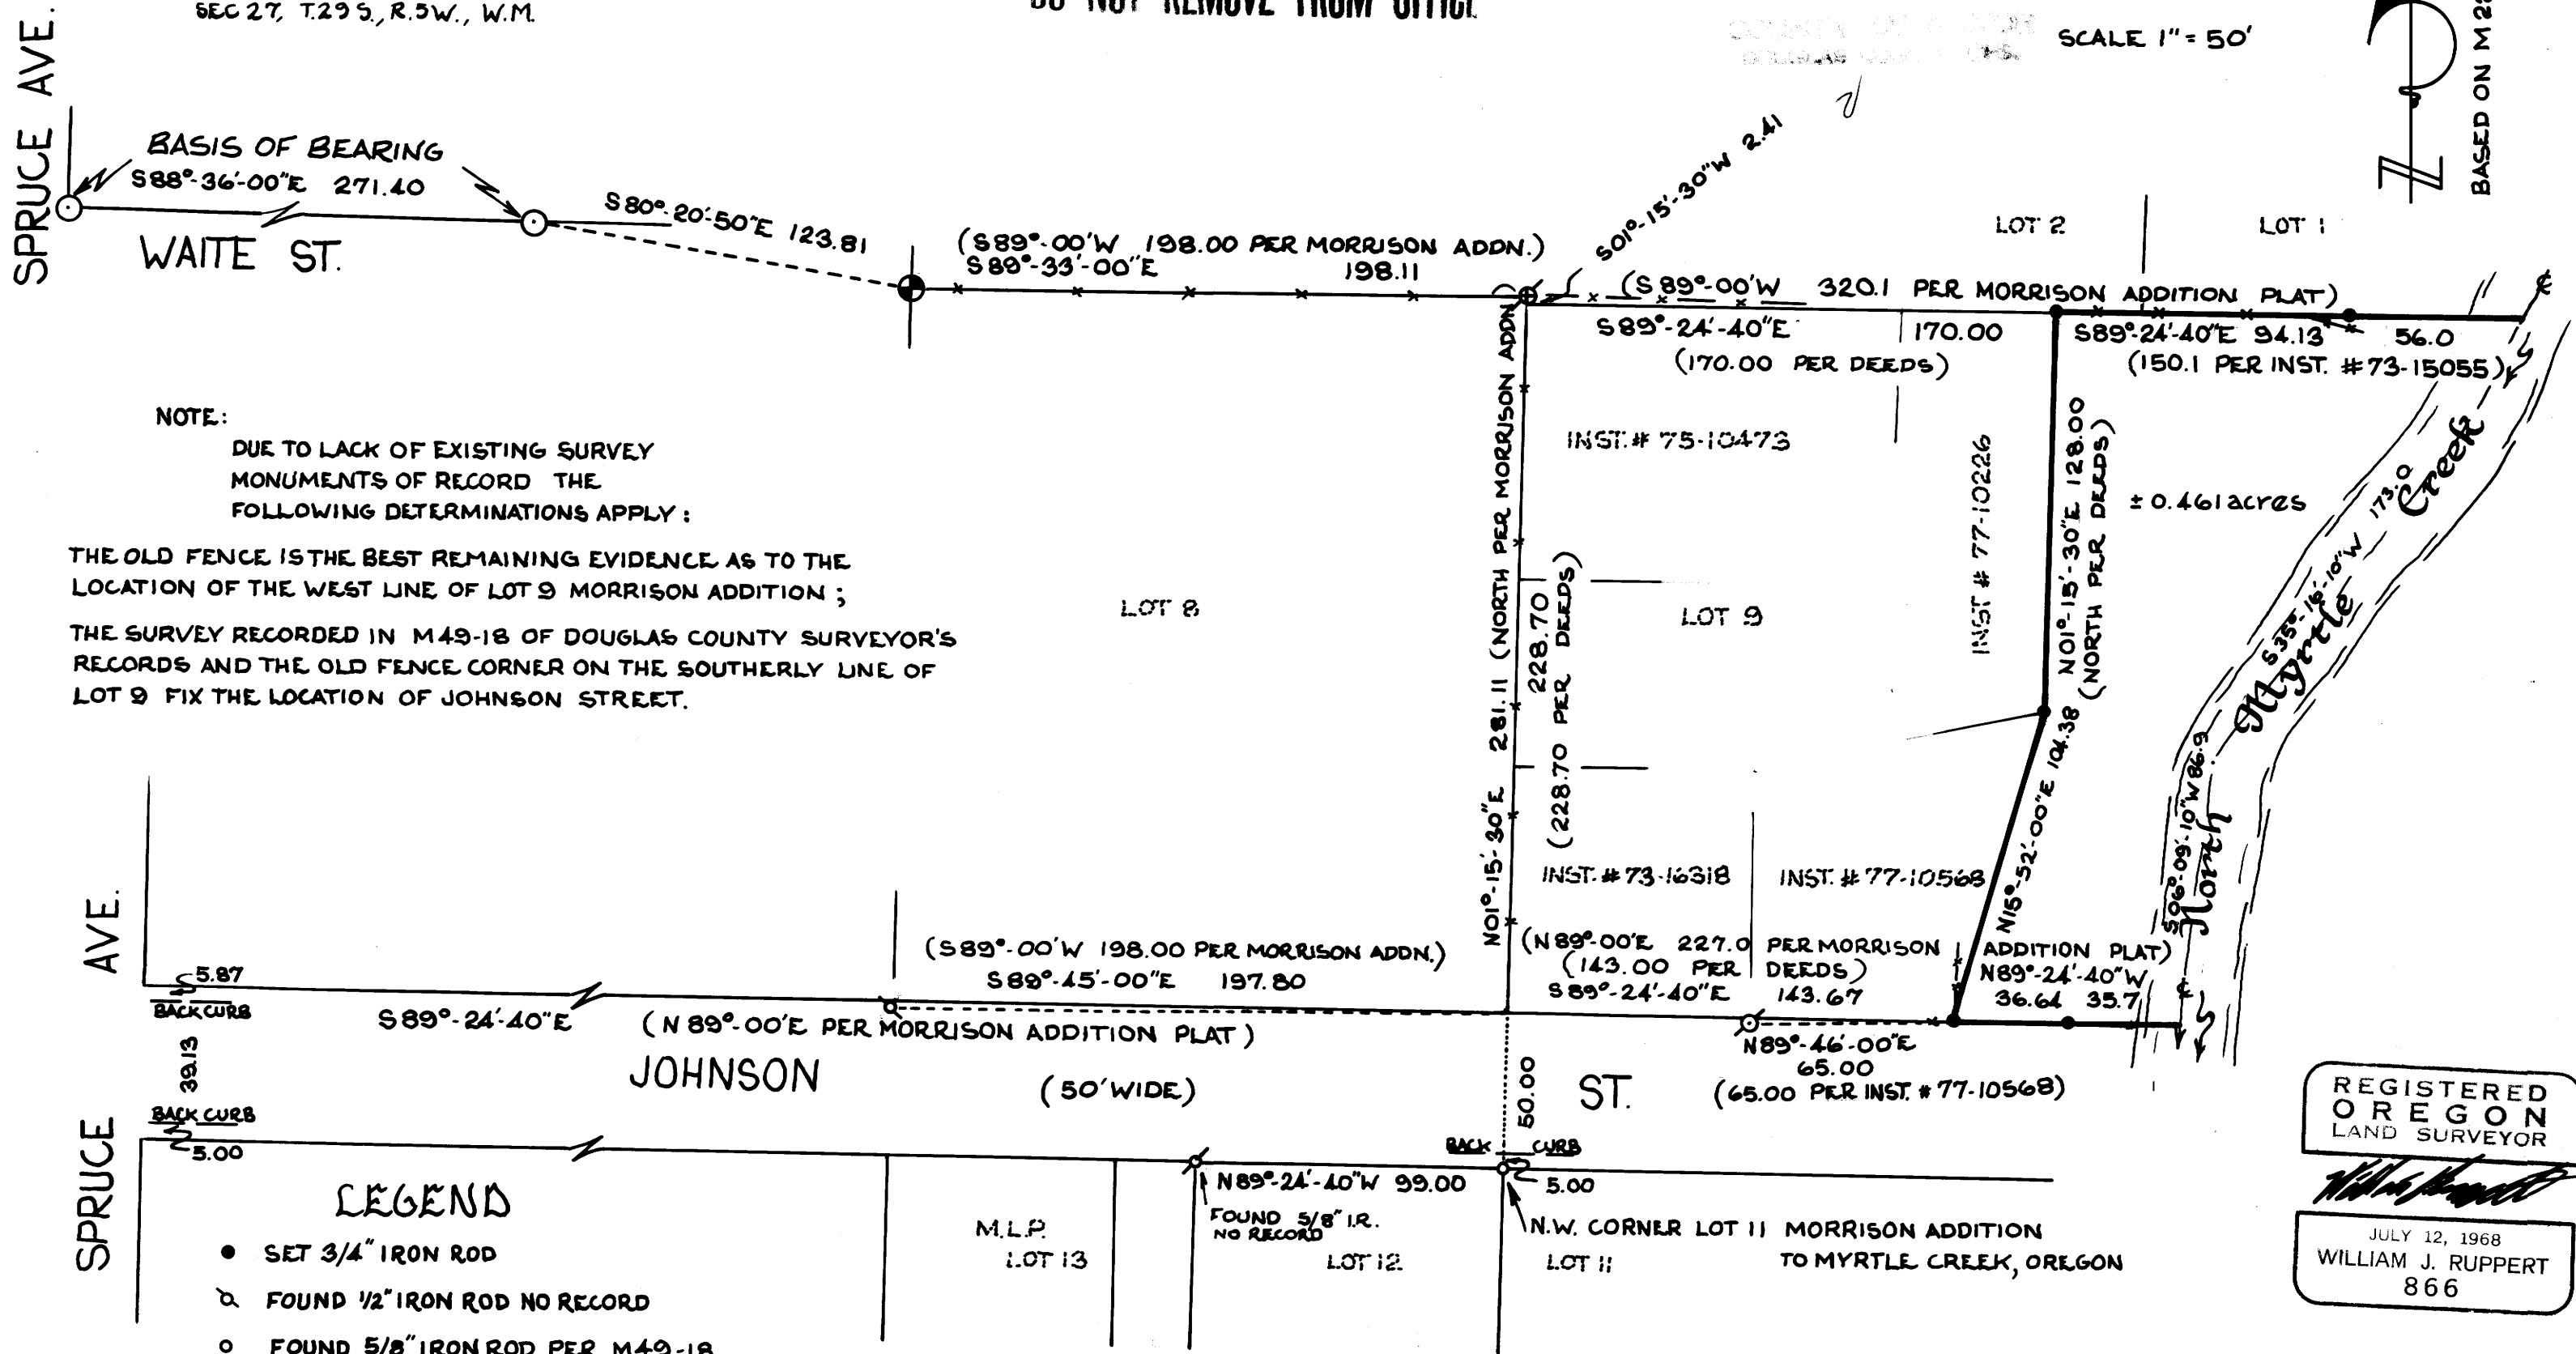 SEC 27, T.29 S., R.5W., W.M.
DO NOT REMOVE FROM OFFICE
SCALE 1" = 50'
BASED ON M
SPRUCE AVE.
BASIS OF BEARING
S88°-36'-00"E 271.40
WAITE ST.
S80°-20'-50"E 123.81
(S89°-00'W 198.00 PER MORRISON ADDN.)
S89°-33'-00"E 198.11
S01°-15'-30"W 2.41
LOT 2
LOT 1
(S89°-00'W 320.1 PER MORRISON ADDITION PLAT)
S89°-24'-40"E 170.00
(170.00 PER DEEDS)
S89°-24'-40"E 94.13 56.0
(150.1 PER INST. #73-15055)
NOTE:
DUE TO LACK OF EXISTING SURVEY
MONUMENTS OF RECORD THE
FOLLOWING DETERMINATIONS APPLY:
THE OLD FENCE IS THE BEST REMAINING EVIDENCE AS TO THE
LOCATION OF THE WEST LINE OF LOT 9 MORRISON ADDITION;
THE SURVEY RECORDED IN M49-18 OF DOUGLAS COUNTY SURVEYOR'S
RECORDS AND THE OLD FENCE CORNER ON THE SOUTHERLY LINE OF
LOT 9 FIX THE LOCATION OF JOHNSON STREET.
LOT 8
N01°-15'-30"E 281.11 (NORTH PER MORRISON ADDN
228.70
(228.70 PER DEEDS)
INST.# 75-10473
LOT 9
INST # 77-10226
N01°-15'-30"E 128.00
(NORTH PER DEEDS)
± 0.461 acres
S35°-16'-10"W 173.0
North Myrtle Creek
S06°-09'-10"W 86.9
N15°-52'-00"E 104.38
INST.#73-16318
INST.#77-10568
AVE.
5.87
BACK CURB
S89°-24'-40"E
(N 89°-00'E PER MORRISON ADDITION PLAT)
(S89°-00'W 198.00 PER MORRISON ADDN.)
S89°-45'-00"E 197.80
(N89°-00'E 227.0 PER MORRISON ADDITION PLAT)
(143.00 PER DEEDS)
S89°-24'-40"E 143.67
N89°-24'-40"W
36.64 35.7
N89°-46'-00"E
65.00
(65.00 PER INST.#77-10568)
39.13
JOHNSON ST.
(50' WIDE)
50.00
SPRUCE
BACK CURB
5.00
BACK CURB
5.00
N89°-24'-40"W 99.00
FOUND 5/8" I.R.
NO RECORD
N.W. CORNER LOT 11 MORRISON ADDITION
TO MYRTLE CREEK, OREGON
M.L.P.
LOT 13
LOT 12
LOT 11
LEGEND
SET 3/4" IRON ROD
FOUND 1/2" IRON ROD NO RECORD
FOUND 5/8" IRON ROD PER M49-18
REGISTERED
OREGON
LAND SURVEYOR
JULY 12, 1968
WILLIAM J. RUPPERT
866